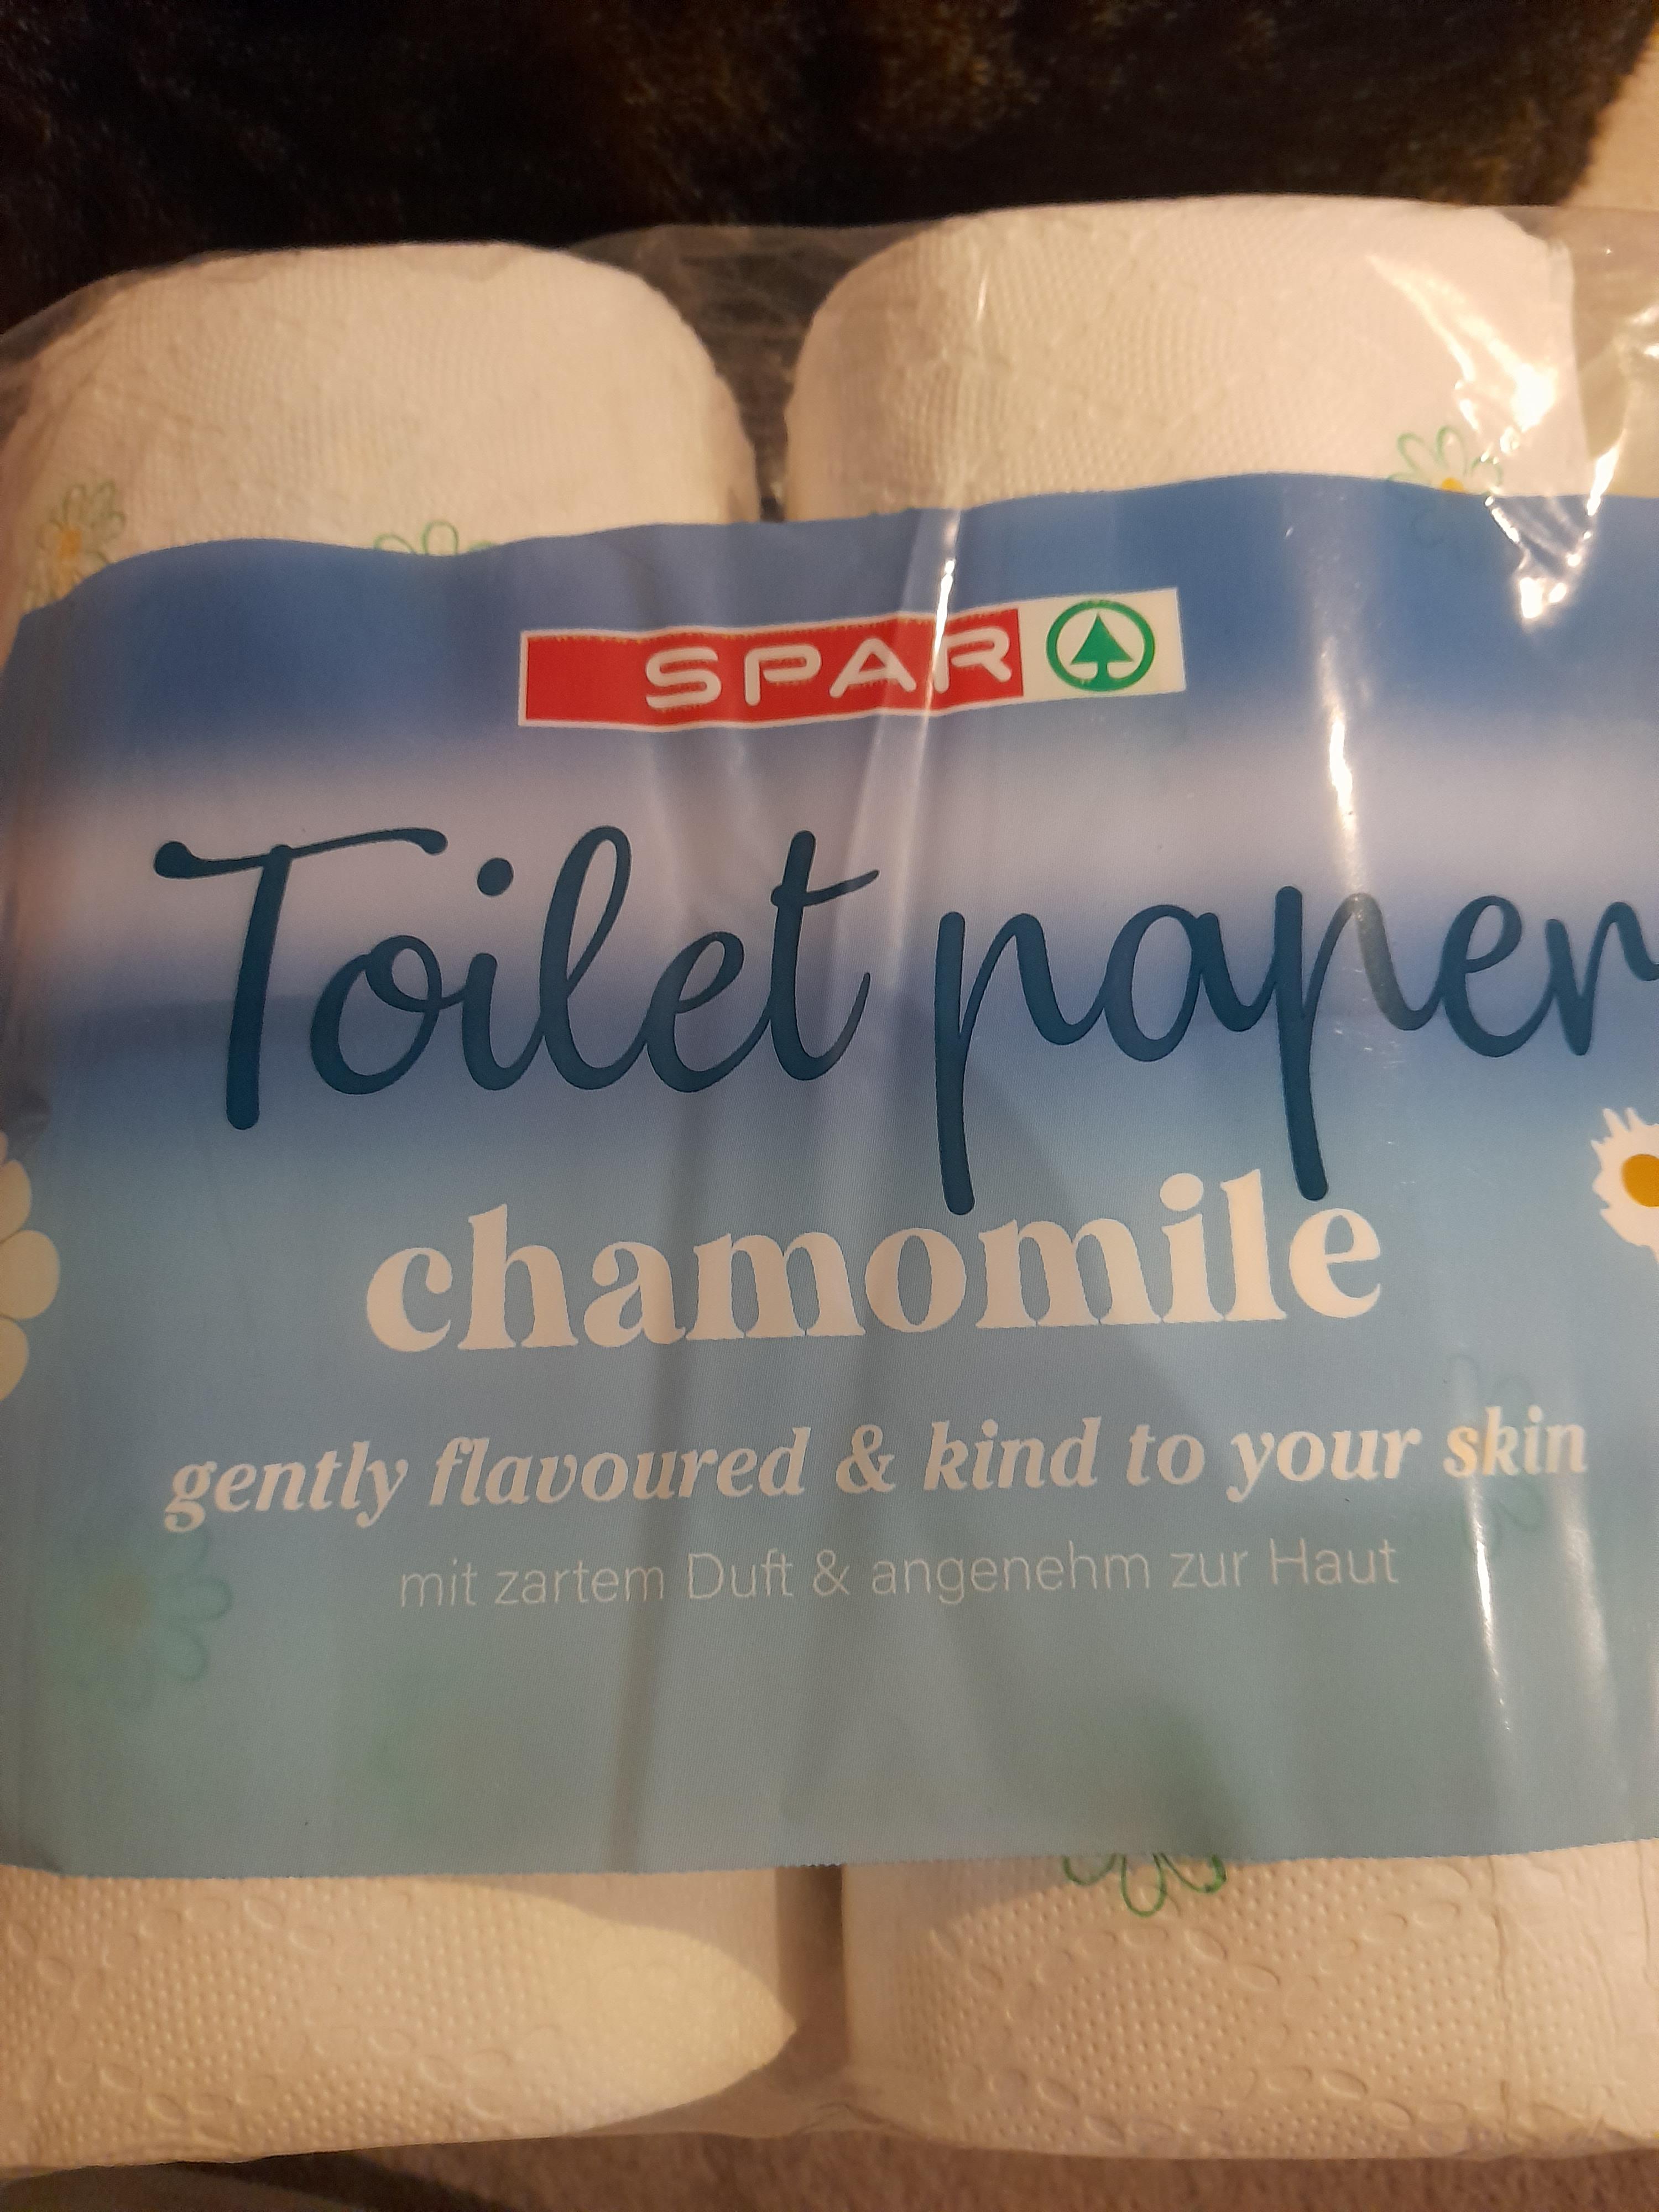 SPAR
Toilet paper
chamomile
gently flavoured & kind to your skin
mit zartem Duft & angenehm zur Haut